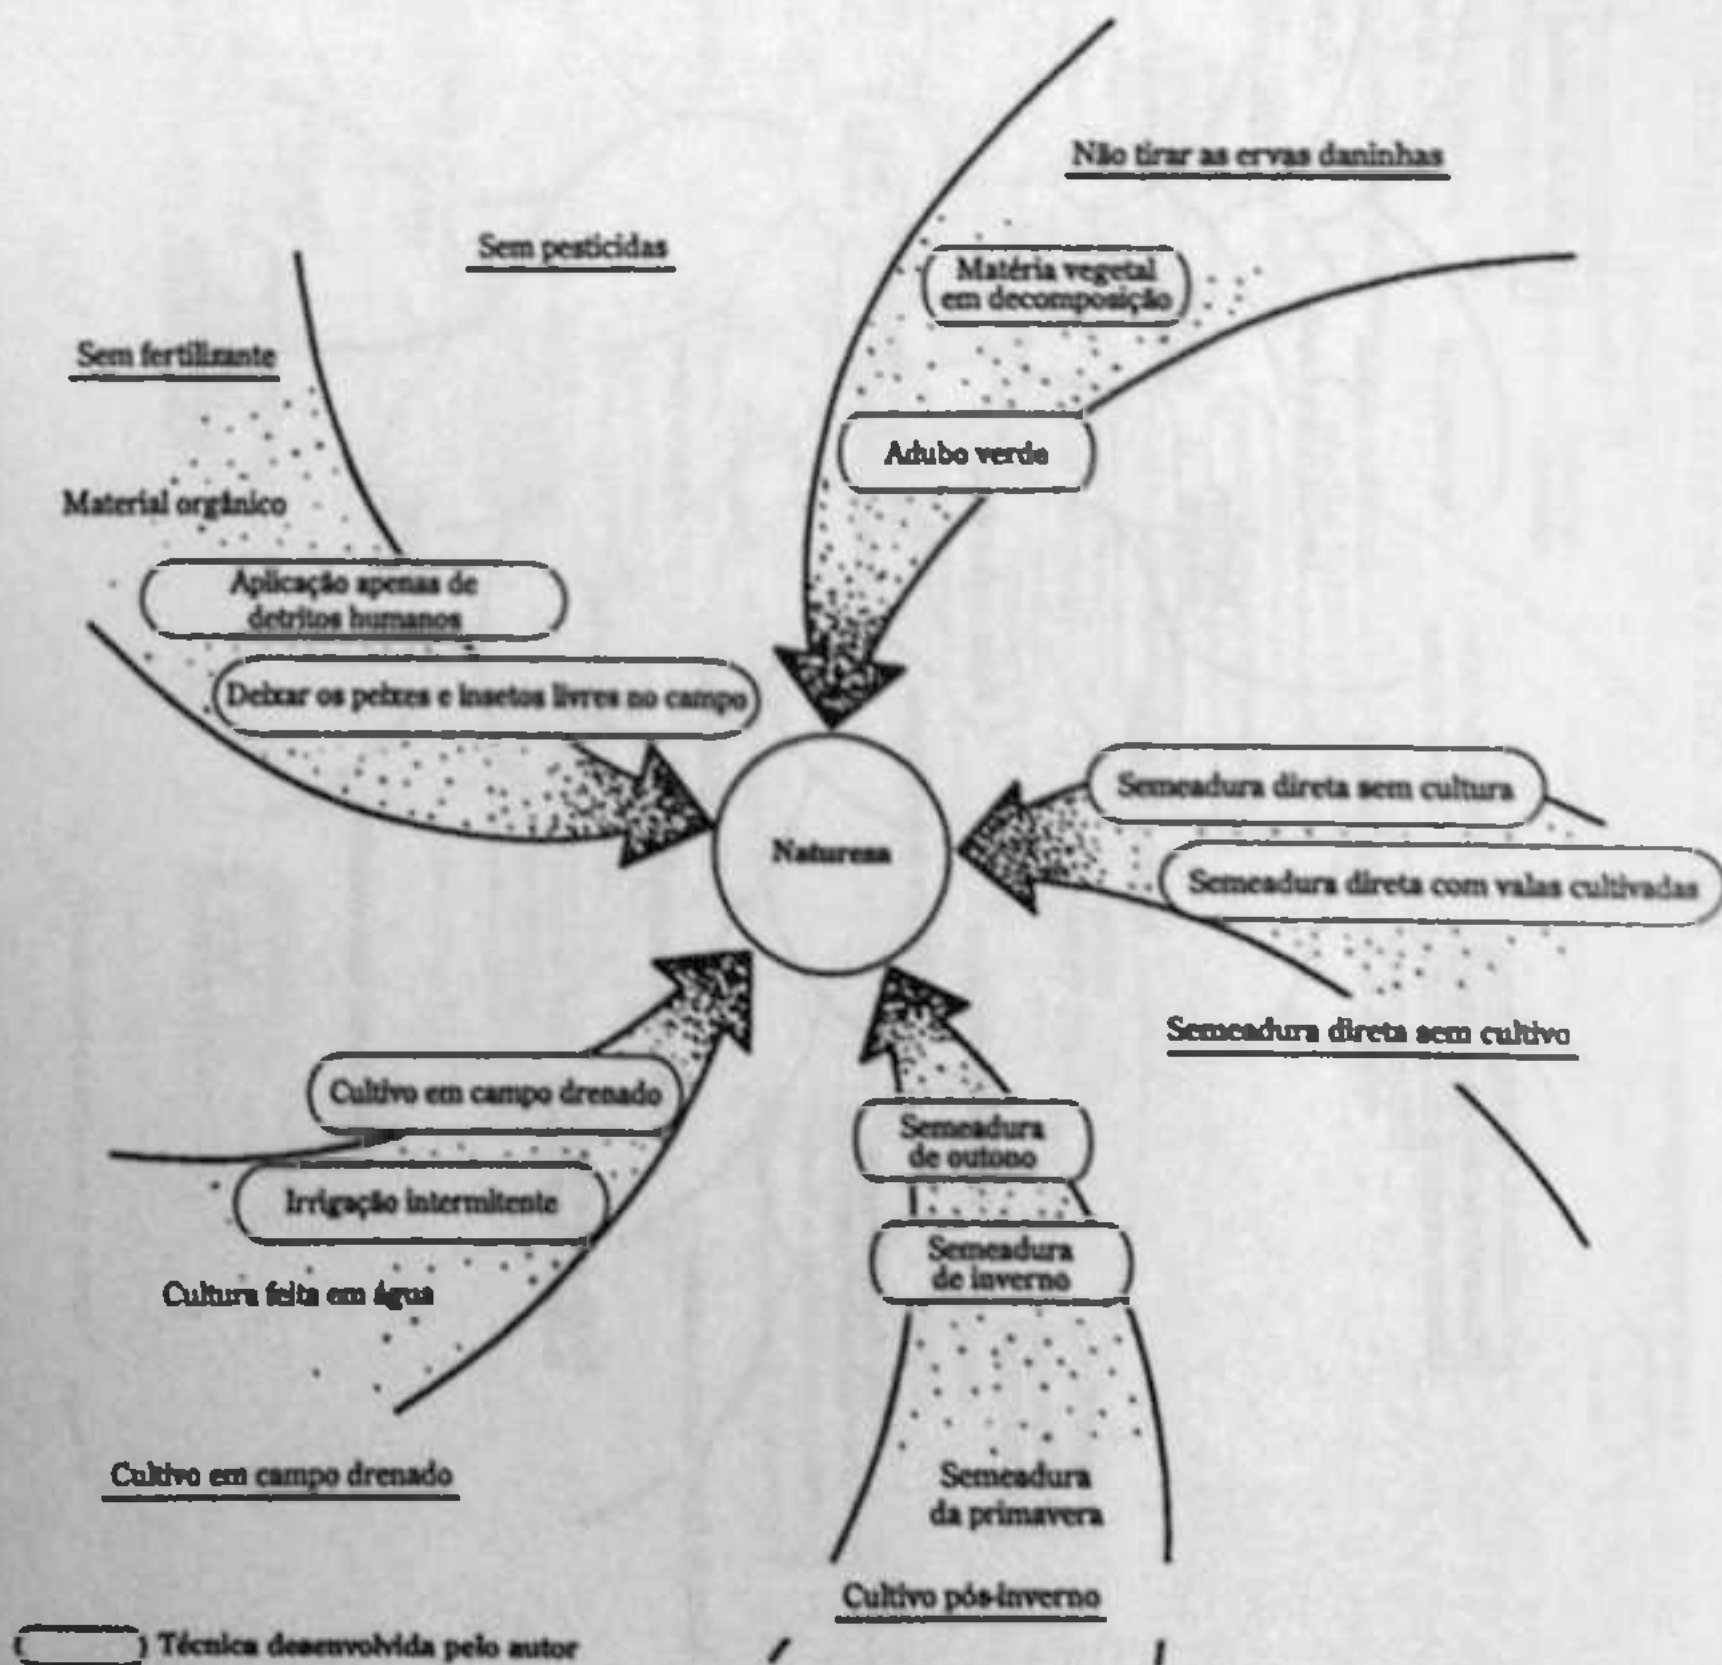 Não tirar as ervas daninhas
Sem pesticidas
Matéria vegetal
em decomposição
Sem fertilizante
Adubo verde
Material orgânico
Aplicação apenas de
detritos humanos
Deixar os peixes e insetos livres no campo
Semeadura direta sem cultura
Natureza
Semeadura direta com valas cultivadas
Semeadura direta sem cultivo
Cultivo em campo drenado
Semeadura
de outono
Irrigação intermitente
Semeadura
de inverno
Cultura feita em água
Cultivo em campo drenado
Semeadura
da primavera
Cultivo pós-inverno
Técnica desenvolvida pelo autor